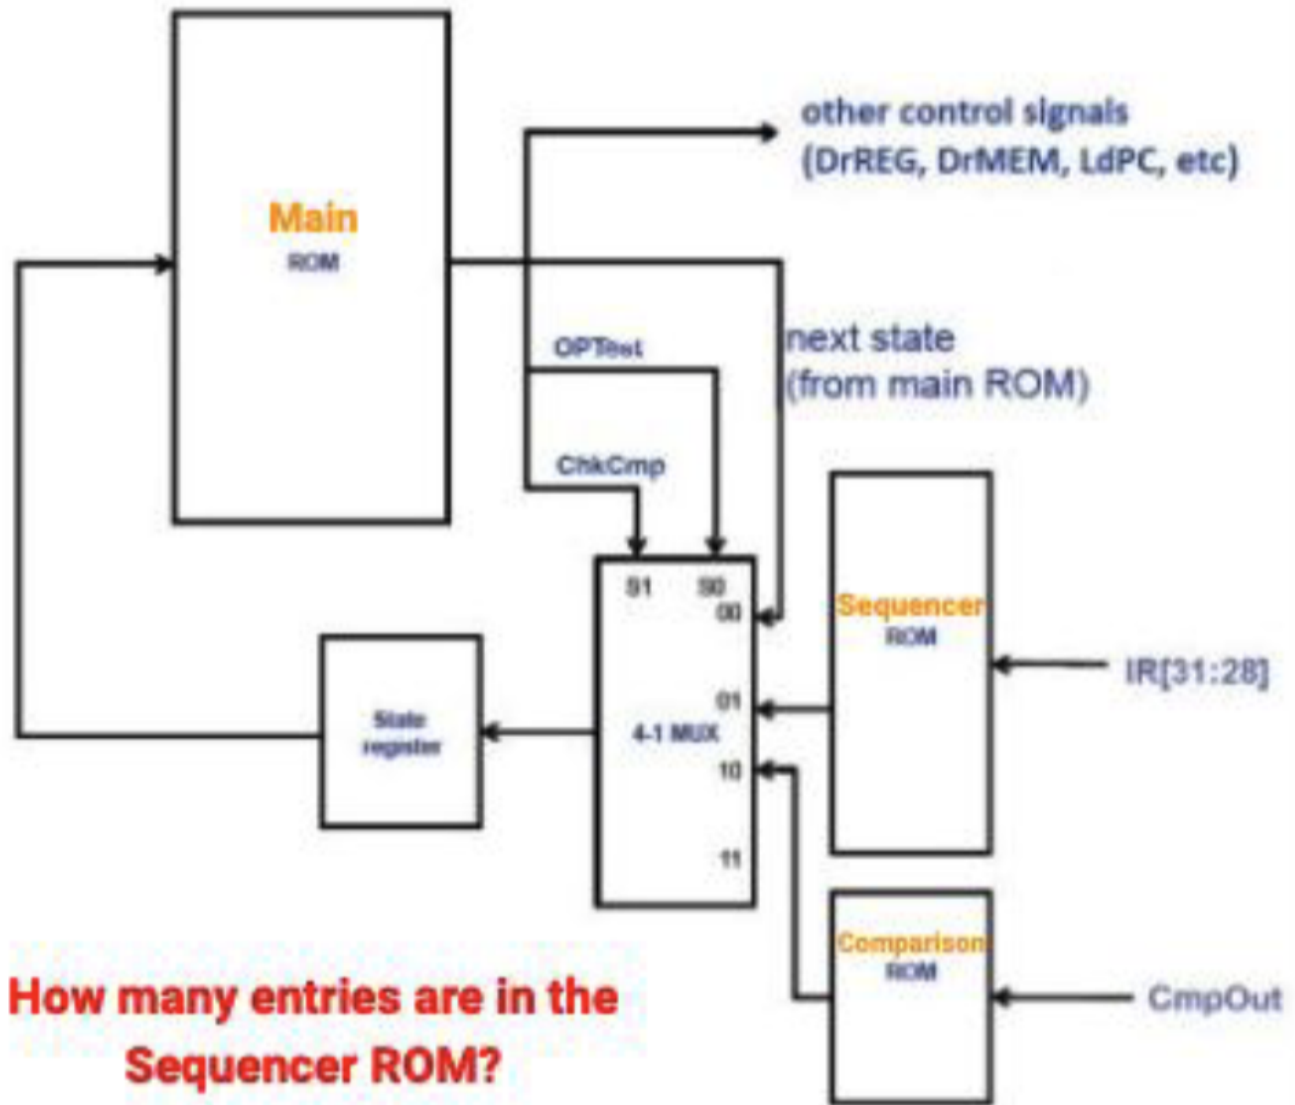 other control signals
(DrREG, DrMEM, LdPC, etc)
Main
ROM
OPTest
next state
(from main ROM)
ChkCmp
S1 S0
00
Sequencer
ROM
IR[31:28]
01
State
register
4-1 MUX
10
11
Comparison
ROM
CmpOut
How many entries are in the
Sequencer ROM?